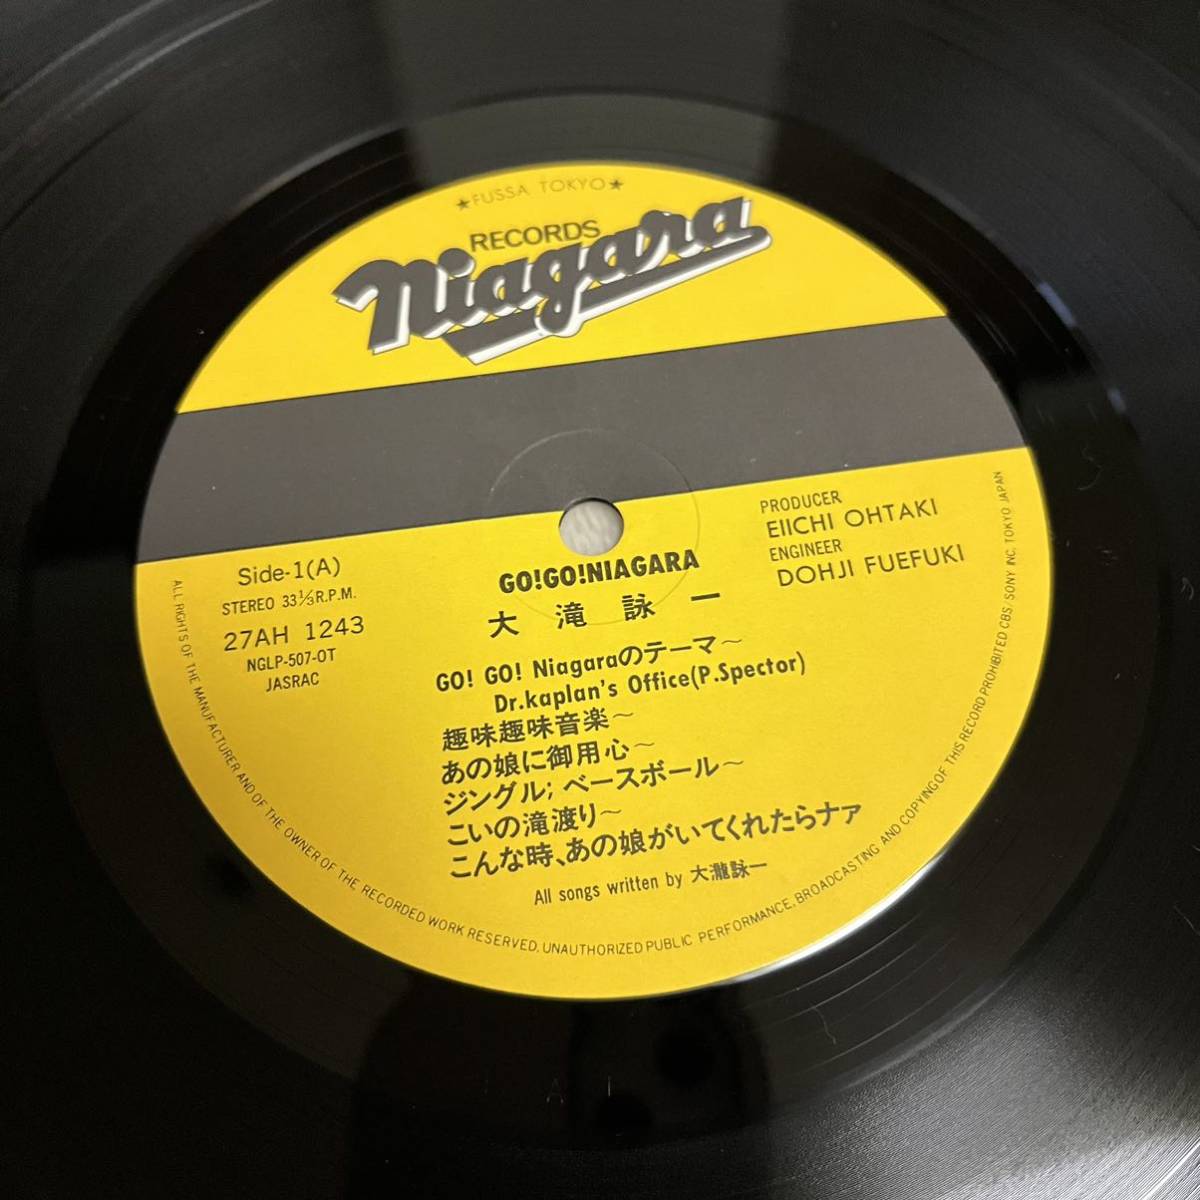 ★FUSSA TOKYO★
RECORDS
Niagara
PRODUCER
EIICHI OHTAKI
ENGINEER
DOHJI FUEFUKI
Side-1(A)
STEREO 33⅓R.P.M.
27AH 1243
NGLP-507-OT
JASRAC
GO!GO!NIAGARA
大滝詠一
GO! GO! Niagaraのテーマ～
Dr.kaplan's Office(P.Spector)
趣味趣味音楽～
あの娘に御用心～
ジングル; ベースボール～
こいの滝渡り～
こんな時、あの娘がいてくれたらナァ
All songs written by 大瀧詠一
ALL RIGHTS OF THE MANUFACTURER AND OF THE OWNER OF THE RECORDED WORK RESERVED. UNAUTHORIZED PUBLIC PERFORMANCE, BROADCASTING AND COPYING OF THIS RECORD PROHIBITED CBS/SONY INC. TOKYO JAPAN